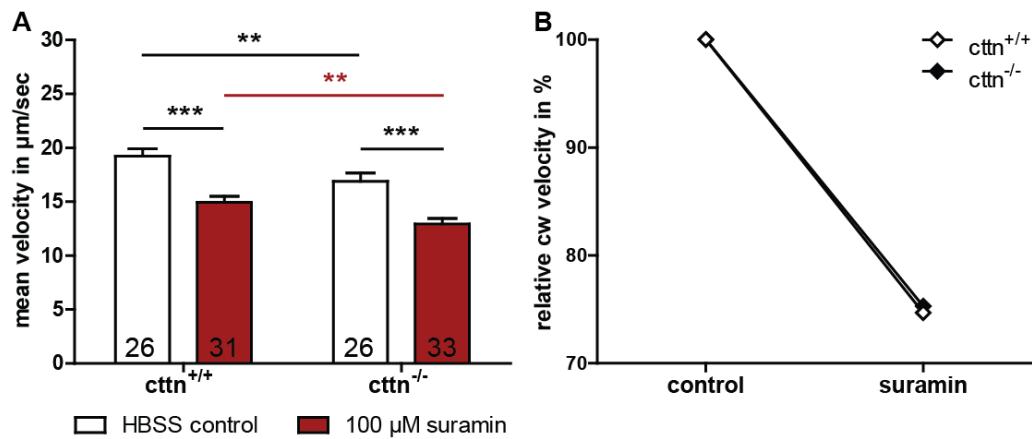 A
mean velocity in µm/sec
30
25
20
15
10
5
0
**
**
***
***
26
31
26
33
cttn+/+
cttn-/-
HBSS control
100 µM suramin
B
relative cw velocity in %
100
90
80
70
cttn+/+
cttn-/-
control
suramin